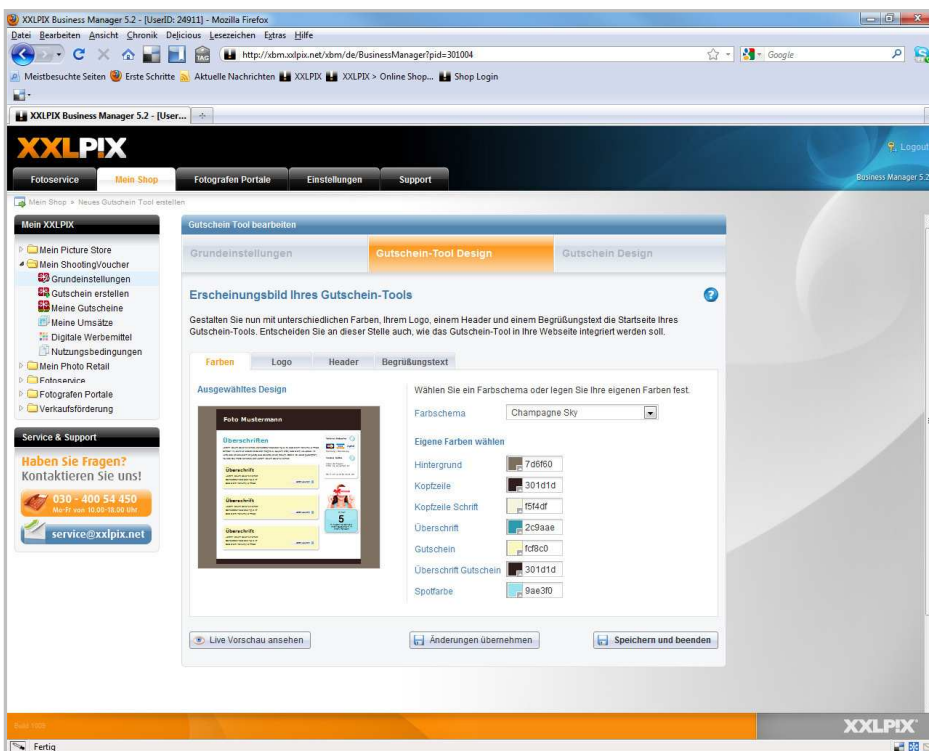 XXLPIX Business Manager 5.2 - [UserID: 24911] - Mozilla Firefox
Datei Bearbeiten Ansicht Chronik Delicious Lesezeichen Extras Hilfe
http://xbm.xxlpix.net/xbm/de/BusinessManager?pid=301004
Google
Meistbesuchte Seiten Erste Schritte Aktuelle Nachrichten XXLPIX XXLPIX > Online Shop... Shop Login
XXLPIX Business Manager 5.2 - [User...
XXLPIX
Logout
Fotoservice Mein Shop Fotografen Portale Einstellungen Support
Business Manager 5.2
Mein Shop » Neues Gutschein Tool erstellen
Mein XXLPIX
Mein Picture Store
Mein ShootingVoucher
Grundeinstellungen
Gutschein erstellen
Meine Gutscheine
Meine Umsätze
Digitale Werbemittel
Nutzungsbedingungen
Mein Photo Retail
Fotoservice
Fotografen Portale
Verkaufsförderung
Service & Support
Haben Sie Fragen?
Kontaktieren Sie uns!
030 - 400 54 450
Mo-Fr von 10.00-18.00 Uhr
service@xxlpix.net
Gutschein Tool bearbeiten
Grundeinstellungen Gutschein-Tool Design Gutschein Design
Erscheinungsbild Ihres Gutschein-Tools
Gestalten Sie nun mit unterschiedlichen Farben, Ihrem Logo, einem Header und einem Begrüßungstext die Startseite Ihres
Gutschein-Tools. Entscheiden Sie an dieser Stelle auch, wie das Gutschein-Tool in Ihre Webseite integriert werden soll.
Farben Logo Header Begrüßungstext
Ausgewähltes Design
Foto Mustermann
Überschriften
Überschrift
Überschrift
Überschrift
5
Wählen Sie ein Farbschema oder legen Sie Ihre eigenen Farben fest.
Farbschema Champagne Sky
Eigene Farben wählen
Hintergrund 7d6f60
Kopfzeile 301d1d
Kopfzeile Schrift f5f4df
Überschrift 2c9aae
Gutschein fcf8c0
Überschrift Gutschein 301d1d
Spotfarbe 9ae3f0
Live Vorschau ansehen Änderungen übernehmen Speichern und beenden
XXLPIX
Fertig